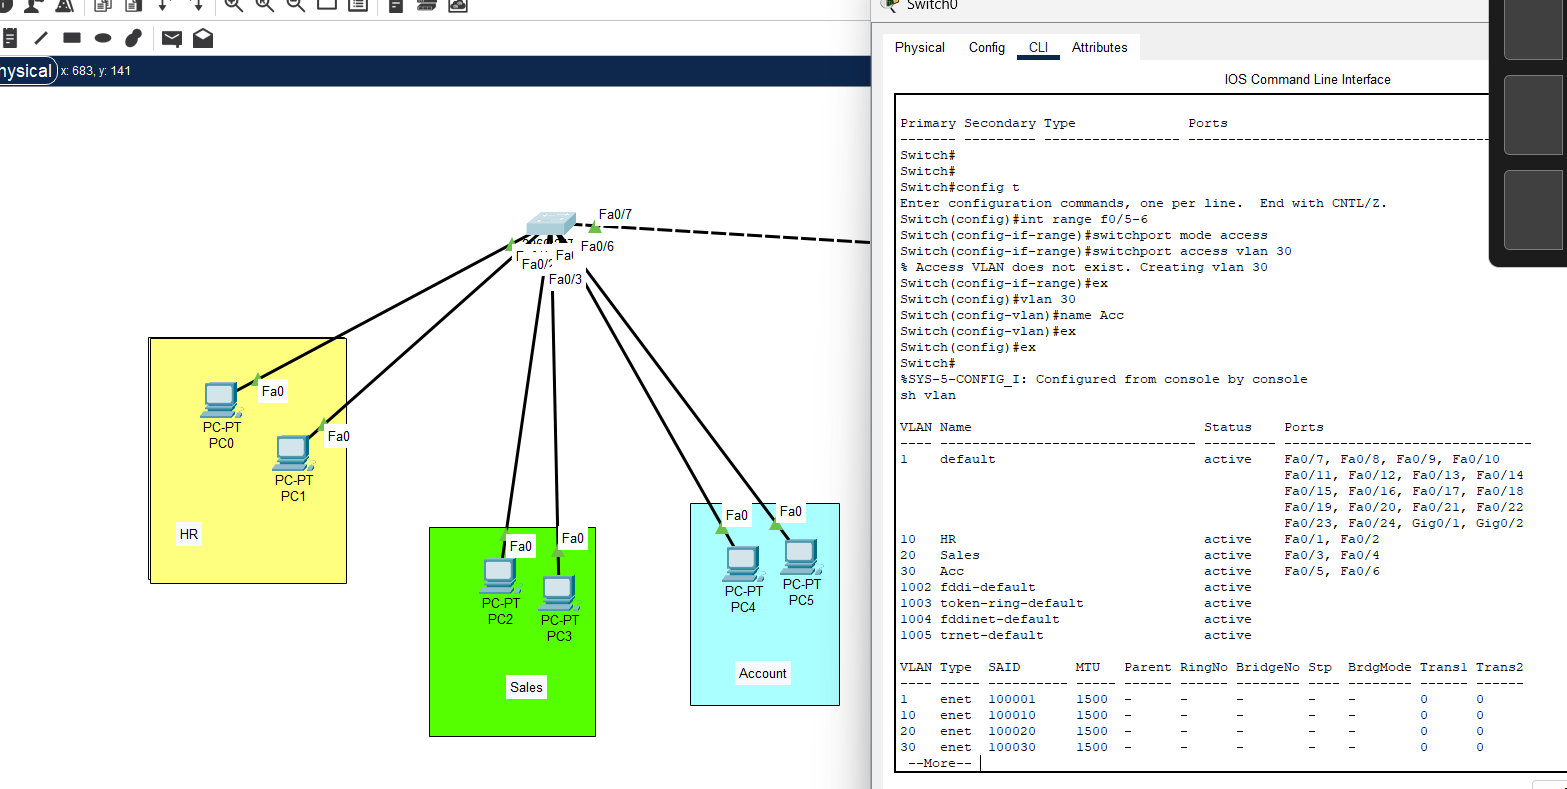 hysical x: 683, y: 141
Fa0/7
Fa0/6
Fa0/3
Fa0
PC-PT
PC0
Fa0
PC-PT
PC1
HR
Fa0
Fa0
PC-PT
PC2
PC-PT
PC3
Sales
Fa0
Fa0
PC-PT
PC4
PC-PT
PC5
Account
Switch0
Physical Config CLI Attributes
IOS Command Line Interface
Primary Secondary Type Ports
------- --------- ----------------- ------------------------------------------
Switch#
Switch#
Switch#config t
Enter configuration commands, one per line. End with CNTL/Z.
Switch(config)#int range f0/5-6
Switch(config-if-range)#switchport mode access
Switch(config-if-range)#switchport access vlan 30
% Access VLAN does not exist. Creating vlan 30
Switch(config-if-range)#ex
Switch(config)#vlan 30
Switch(config-vlan)#name Acc
Switch(config-vlan)#ex
Switch(config)#ex
Switch#
%SYS-5-CONFIG_I: Configured from console by console
sh vlan
VLAN Name Status Ports
---- -------------------------------- --------- -------------------------------
1 default active Fa0/7, Fa0/8, Fa0/9, Fa0/10
Fa0/11, Fa0/12, Fa0/13, Fa0/14
Fa0/15, Fa0/16, Fa0/17, Fa0/18
Fa0/19, Fa0/20, Fa0/21, Fa0/22
Fa0/23, Fa0/24, Gig0/1, Gig0/2
10 HR active Fa0/1, Fa0/2
20 Sales active Fa0/3, Fa0/4
30 Acc active Fa0/5, Fa0/6
1002 fddi-default active
1003 token-ring-default active
1004 fddinet-default active
1005 trnet-default active
VLAN Type SAID MTU Parent RingNo BridgeNo Stp BrdgMode Trans1 Trans2
---- ----- ---------- ----- ------ ------ -------- ---- -------- ------ ------
1 enet 100001 1500 - - - - - 0 0
10 enet 100010 1500 - - - - - 0 0
20 enet 100020 1500 - - - - - 0 0
30 enet 100030 1500 - - - - - 0 0
--More--